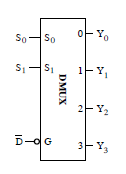 S₀ S₀ 0 Y₀
S₁ S₁ 1 Y₁
DMUX
2 Y₂
D̅ G 3 Y₃